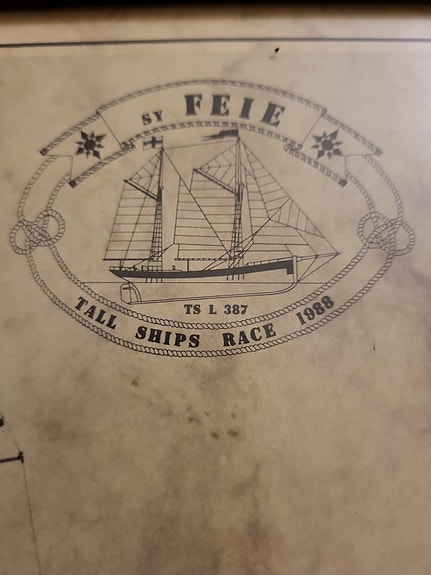 SY FEIE
TS L 387
TALL SHIPS RACE 1988